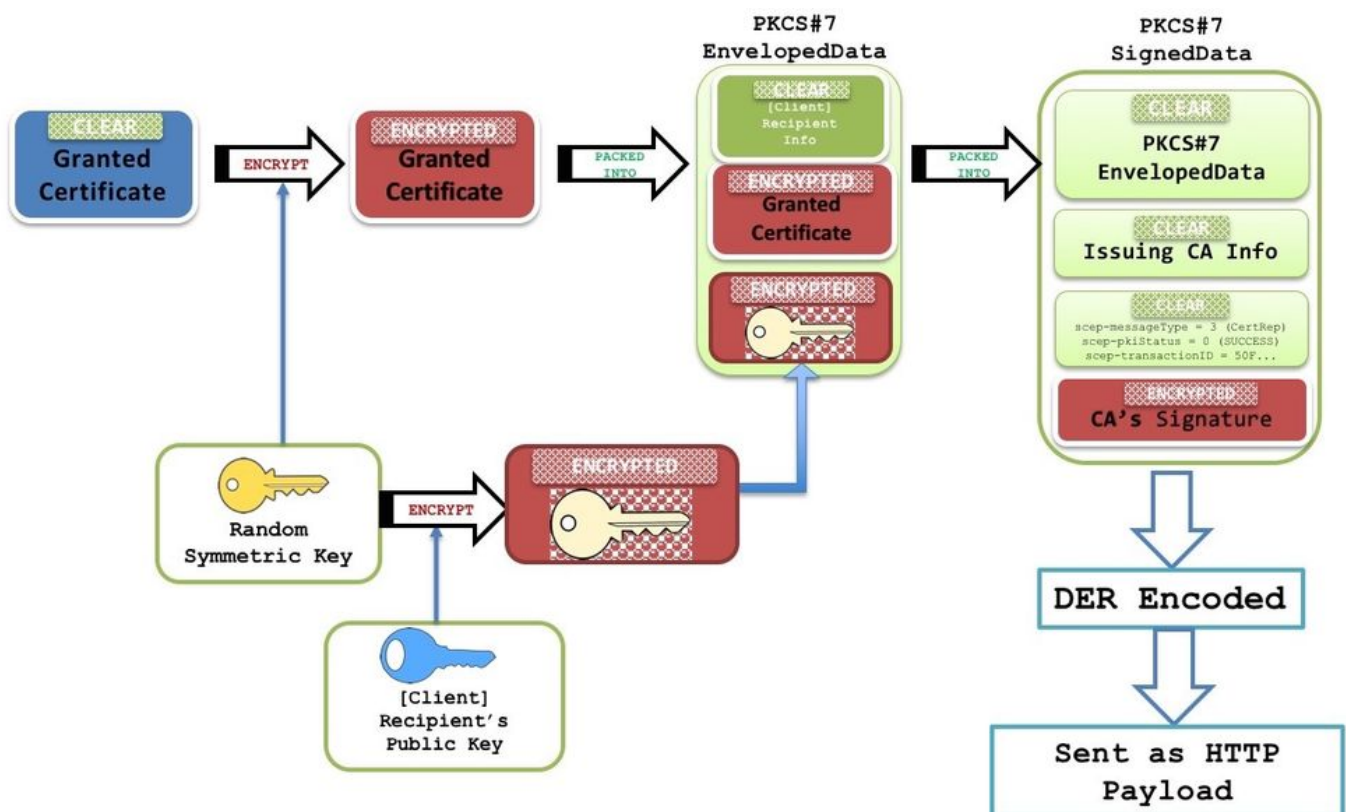 PKCS#7
EnvelopedData
PKCS#7
SignedData
CLEAR
Granted
Certificate
ENCRYPT
ENCRYPTED
Granted
Certificate
PACKED
INTO
CLEAR
[Client]
Recipient
Info
ENCRYPTED
Granted
Certificate
ENCRYPTED
PACKED
INTO
CLEAR
PKCS#7
EnvelopedData
CLEAR
Issuing CA Info
CLEAR
scep-messageType = 3 (CertRep)
scep-pkiStatus = 0 (SUCCESS)
scep-transactionID = 50F...
ENCRYPTED
CA's Signature
Random
Symmetric Key
ENCRYPT
ENCRYPTED
[Client]
Recipient's
Public Key
DER Encoded
Sent as HTTP
Payload